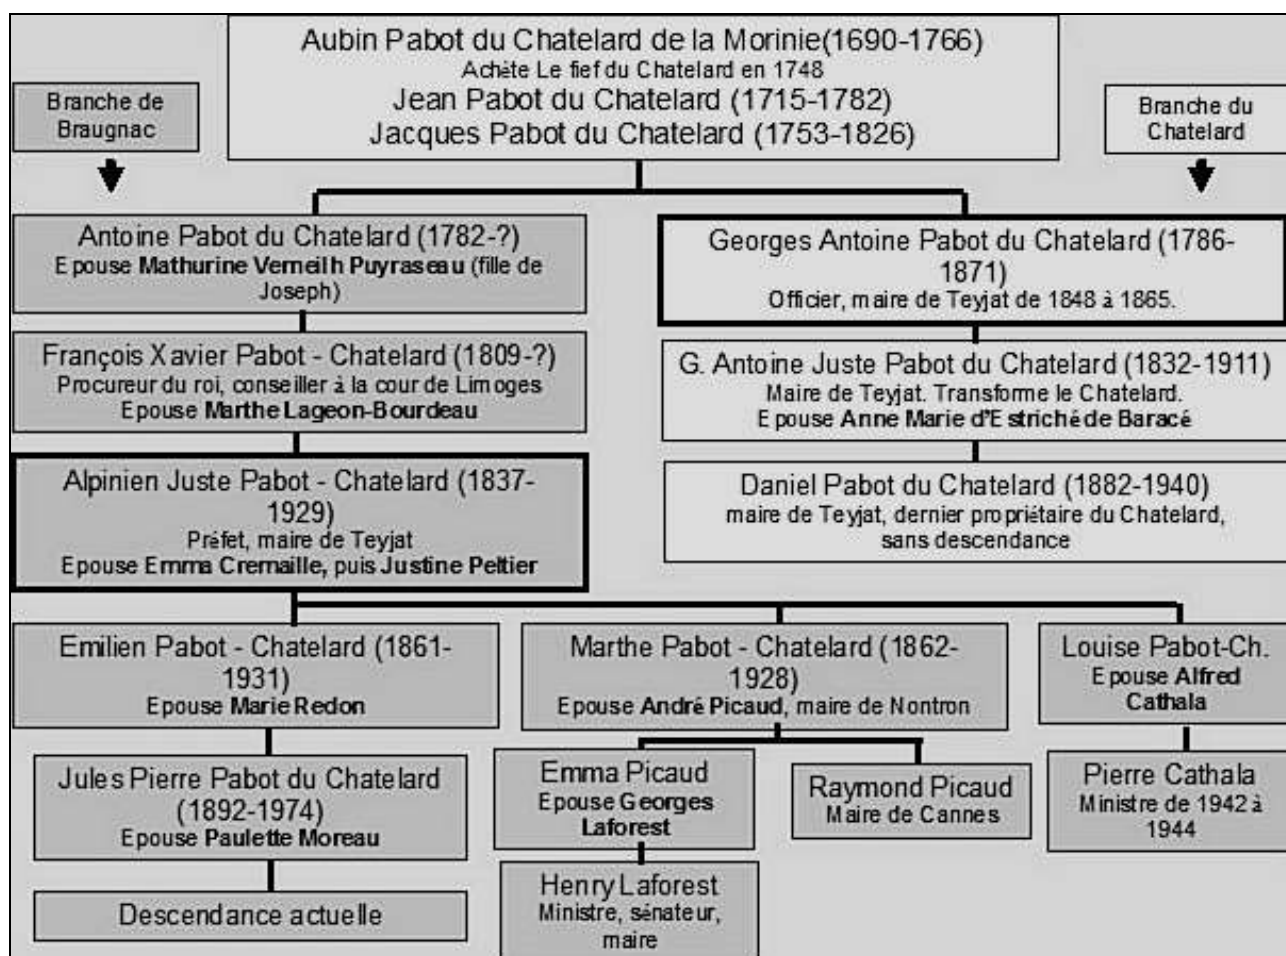 Aubin Pabot du Chatelard de la Morinie(1690-1766)
Achète Le fief du Chatelard en 1748
Jean Pabot du Chatelard (1715-1782)
Jacques Pabot du Chatelard (1753-1826)
Branche de
Braugnac
Branche du
Chatelard
Antoine Pabot du Chatelard (1782-?)
Epouse Mathurine Verneilh Puyraseau (fille de
Joseph)
Georges Antoine Pabot du Chatelard (1786-
1871)
Officier, maire de Teyjat de 1848 à 1865.
François Xavier Pabot - Chatelard (1809-?)
Procureur du roi, conseiller à la cour de Limoges
Epouse Marthe Lageon-Bourdeau
G. Antoine Juste Pabot du Chatelard (1832-1911)
Maire de Teyjat. Transforme le Chatelard.
Epouse Anne Marie d'Estriché de Baracé
Alpinien Juste Pabot - Chatelard (1837-
1929)
Préfet, maire de Teyjat
Epouse Emma Cremaille, puis Justine Peltier
Daniel Pabot du Chatelard (1882-1940)
maire de Teyjat, dernier propriétaire du Chatelard,
sans descendance
Emilien Pabot - Chatelard (1861-
1931)
Epouse Marie Redon
Marthe Pabot - Chatelard (1862-
1928)
Epouse André Picaud, maire de Nontron
Louise Pabot-Ch.
Epouse Alfred
Cathala
Jules Pierre Pabot du Chatelard
(1892-1974)
Epouse Paulette Moreau
Emma Picaud
Epouse Georges
Laforest
Raymond Picaud
Maire de Cannes
Pierre Cathala
Ministre de 1942 à
1944
Descendance actuelle
Henry Laforest
Ministre, sénateur,
maire